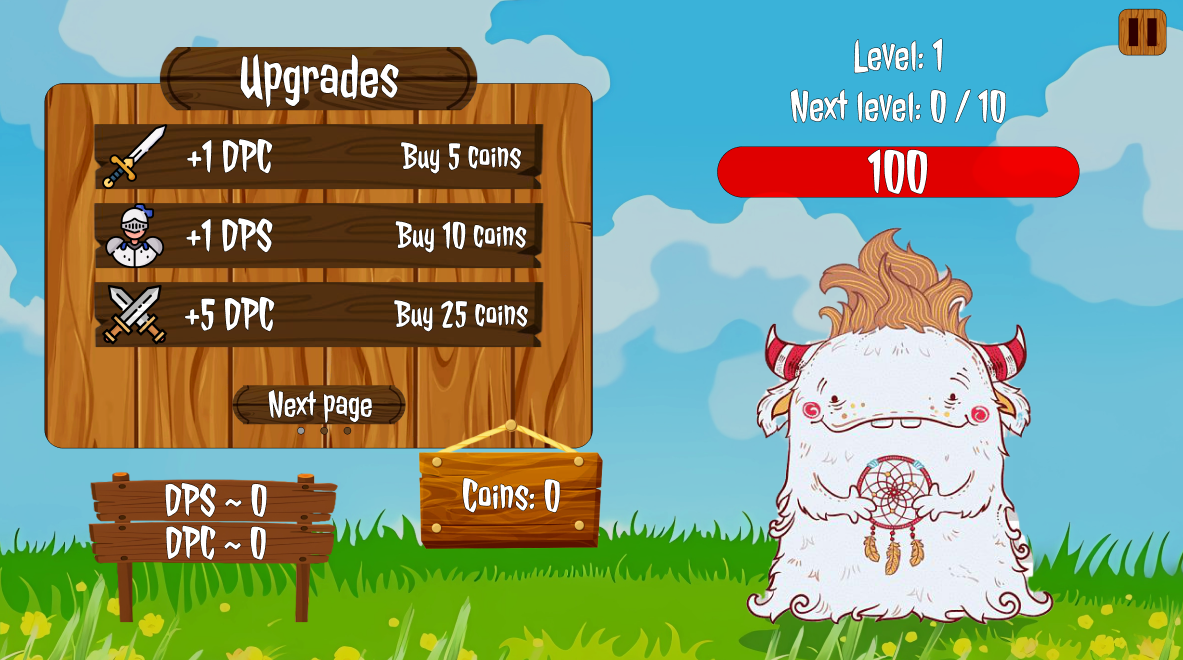 Upgrades
+1 DPC
Buy 5 coins
+1 DPS
Buy 10 coins
+5 DPC
Buy 25 coins
Next page
DPS ~ 0
DPC ~ 0
Coins: 0
Level: 1
Next level: 0 / 10
100